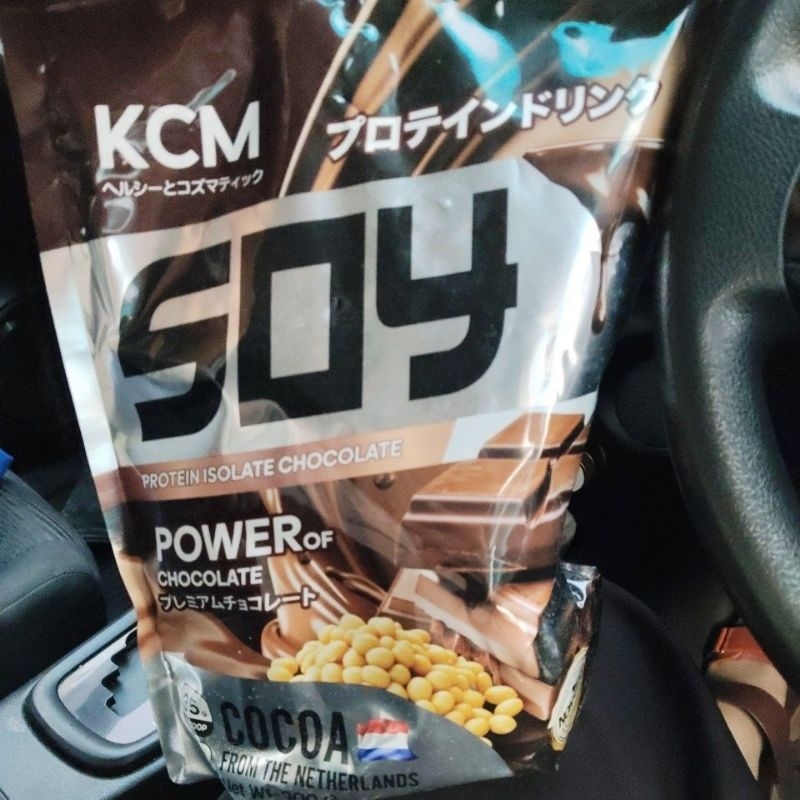 KCM
ヘルシーとコズマティック
プロテインドリンク
SOY
PROTEIN ISOLATE CHOCOLATE
POWER OF
CHOCOLATE
プレミアムチョコレート
COCOA
FROM THE NETHERLANDS
Net Wt.